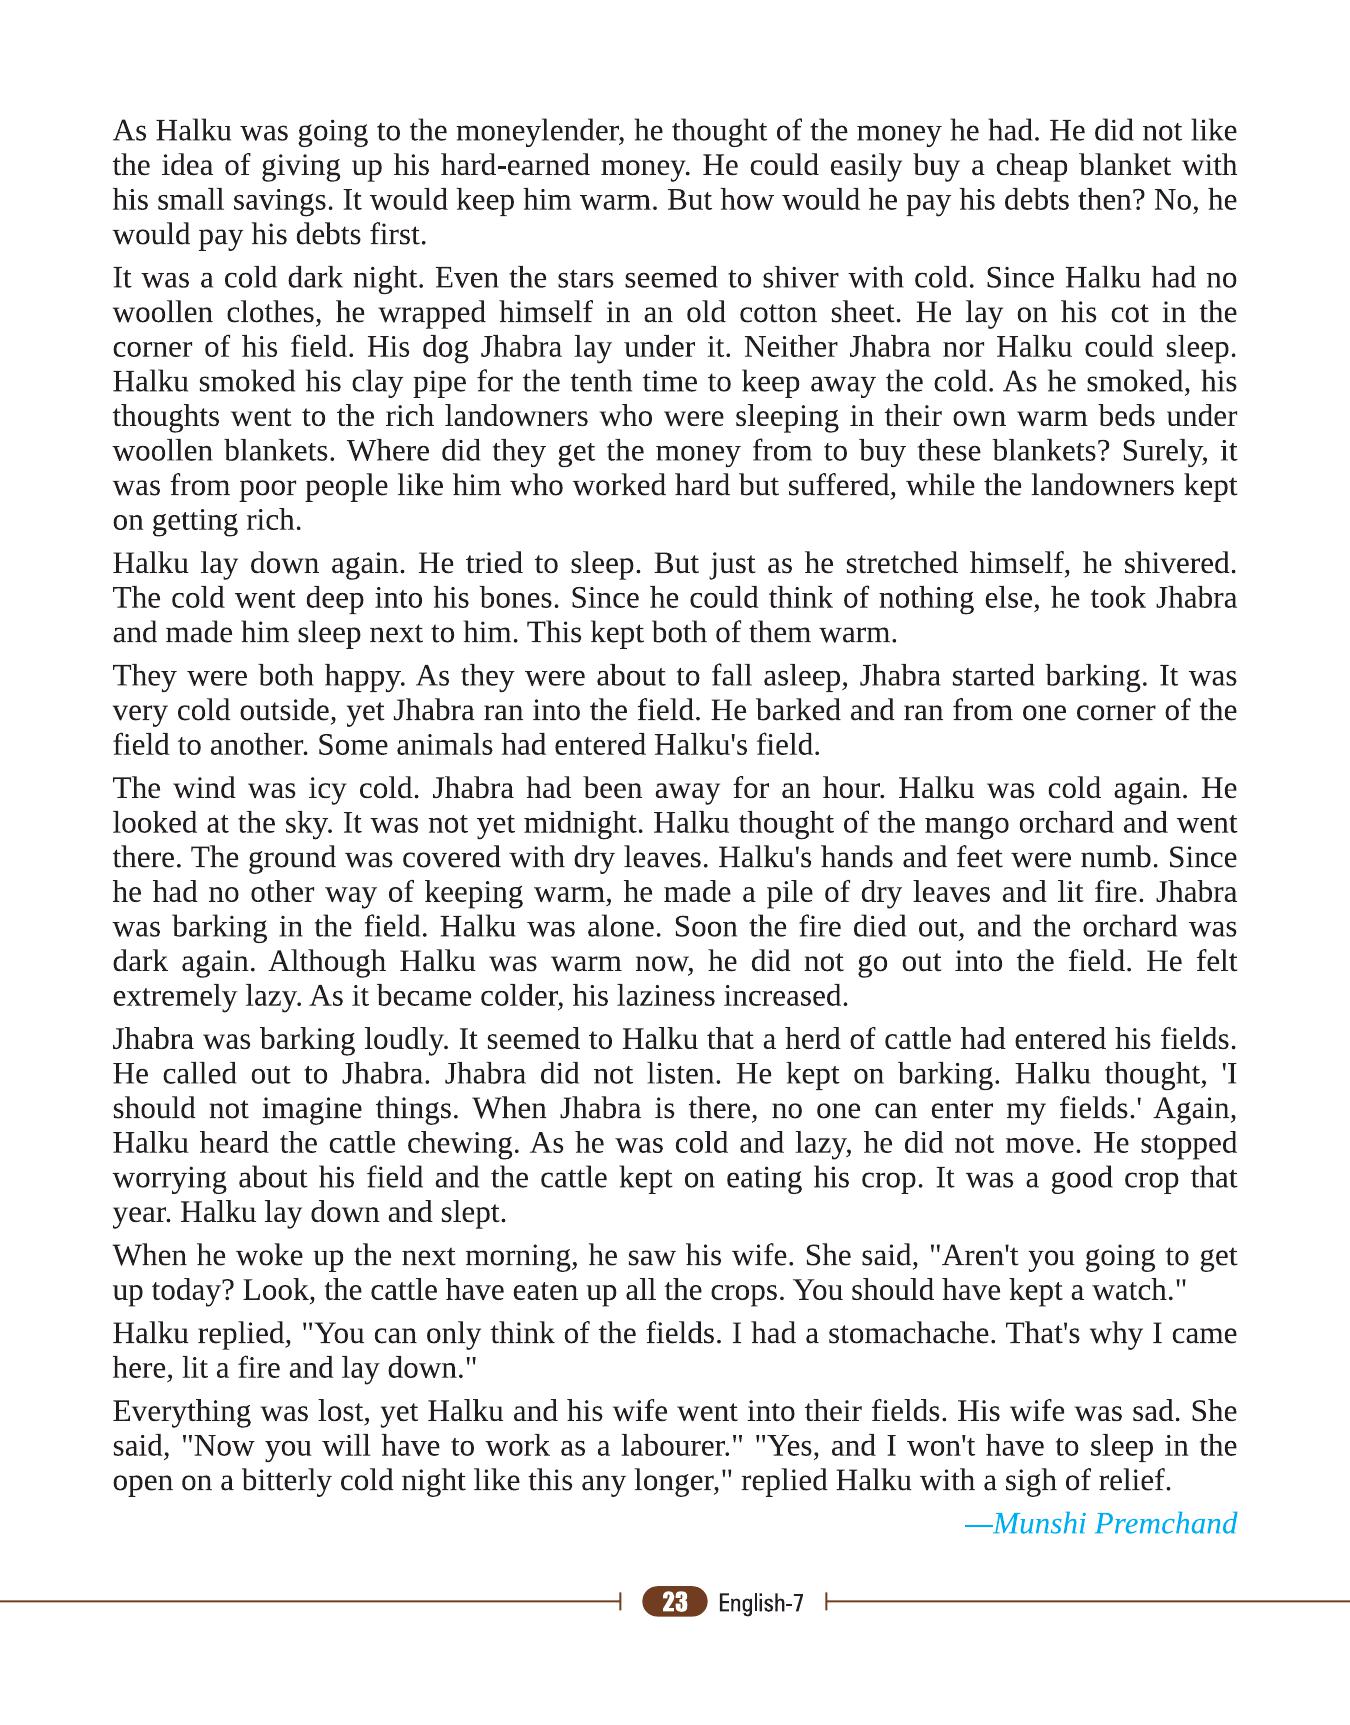 As Halku was going to the moneylender, he thought of the money he had. He did not like
the idea of giving up his hard-earned money. He could easily buy a cheap blanket with
his small savings. It would keep him warm. But how would he pay his debts then? No, he
would pay his debts first.
It was a cold dark night. Even the stars seemed to shiver with cold. Since Halku had no
woollen clothes, he wrapped himself in an old cotton sheet. He lay on his cot in the
corner of his field. His dog Jhabra lay under it. Neither Jhabra nor Halku could sleep.
Halku smoked his clay pipe for the tenth time to keep away the cold. As he smoked, his
thoughts went to the rich landowners who were sleeping in their own warm beds under
woollen blankets. Where did they get the money from to buy these blankets? Surely, it
was from poor people like him who worked hard but suffered, while the landowners kept
on getting rich.
Halku lay down again. He tried to sleep. But just as he stretched himself, he shivered.
The cold went deep into his bones. Since he could think of nothing else, he took Jhabra
and made him sleep next to him. This kept both of them warm.
They were both happy. As they were about to fall asleep, Jhabra started barking. It was
very cold outside, yet Jhabra ran into the field. He barked and ran from one corner of the
field to another. Some animals had entered Halku's field.
The wind was icy cold. Jhabra had been away for an hour. Halku was cold again. He
looked at the sky. It was not yet midnight. Halku thought of the mango orchard and went
there. The ground was covered with dry leaves. Halku's hands and feet were numb. Since
he had no other way of keeping warm, he made a pile of dry leaves and lit fire. Jhabra
was barking in the field. Halku was alone. Soon the fire died out, and the orchard was
dark again. Although Halku was warm now, he did not go out into the field. He felt
extremely lazy. As it became colder, his laziness increased.
Jhabra was barking loudly. It seemed to Halku that a herd of cattle had entered his fields.
He called out to Jhabra. Jhabra did not listen. He kept on barking. Halku thought, 'I
should not imagine things. When Jhabra is there, no one can enter my fields.' Again,
Halku heard the cattle chewing. As he was cold and lazy, he did not move. He stopped
worrying about his field and the cattle kept on eating his crop. It was a good crop that
year. Halku lay down and slept.
When he woke up the next morning, he saw his wife. She said, "Aren't you going to get
up today? Look, the cattle have eaten up all the crops. You should have kept a watch."
Halku replied, "You can only think of the fields. I had a stomachache. That's why I came
here, lit a fire and lay down."
Everything was lost, yet Halku and his wife went into their fields. His wife was sad. She
said, "Now you will have to work as a labourer." "Yes, and I won't have to sleep in the
open on a bitterly cold night like this any longer," replied Halku with a sigh of relief.
—Munshi Premchand
23 English-7